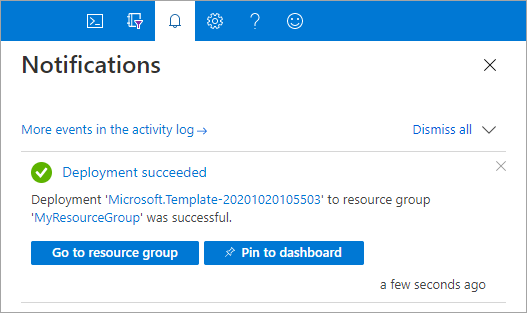 Notifications
More events in the activity log →
Dismiss all
Deployment succeeded
Deployment 'Microsoft.Template-20201020105503' to resource group
'MyResourceGroup' was successful.
Go to resource group
Pin to dashboard
a few seconds ago